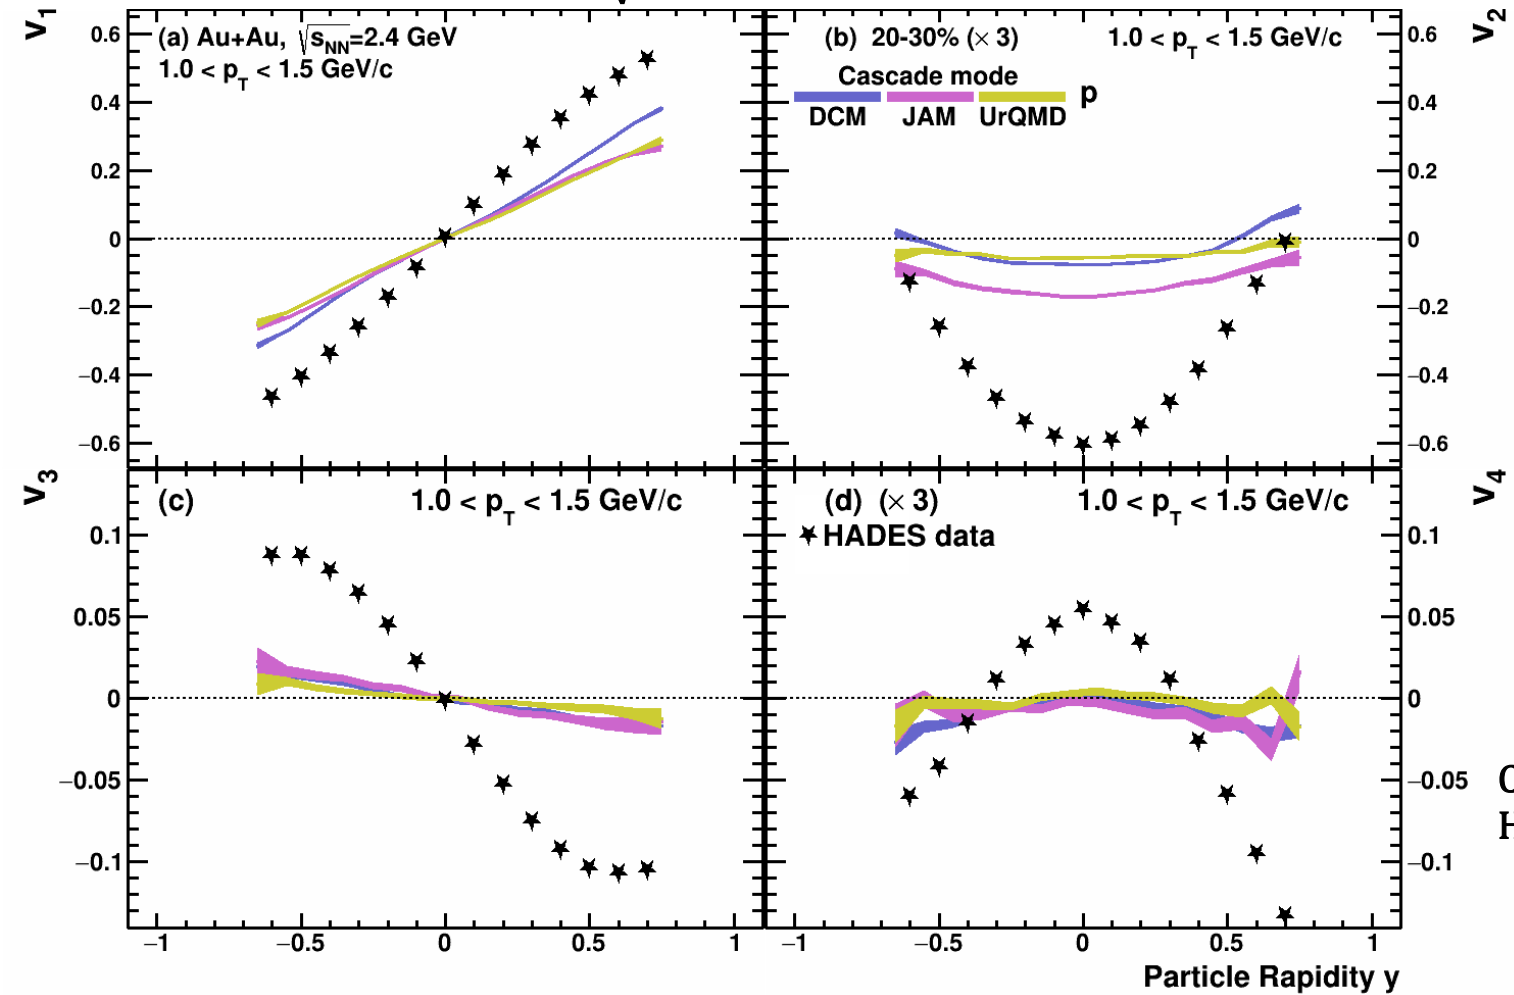 v1
(a) Au+Au, √sNN=2.4 GeV
1.0 < pT < 1.5 GeV/c
0.6
0.4
0.2
0
−0.2
−0.4
−0.6
(b) 20-30% (× 3)
1.0 < pT < 1.5 GeV/c
Cascade mode
DCM JAM UrQMD p
v2
0.6
0.4
0.2
0
−0.2
−0.4
−0.6
v3
(c)
1.0 < pT < 1.5 GeV/c
0.1
0.05
0
−0.05
−0.1
−1 −0.5 0 0.5 1
(d) (× 3)
1.0 < pT < 1.5 GeV/c
HADES data
v4
0.1
0.05
0
−0.05
−0.1
−1 −0.5 0 0.5 1
Particle Rapidity y